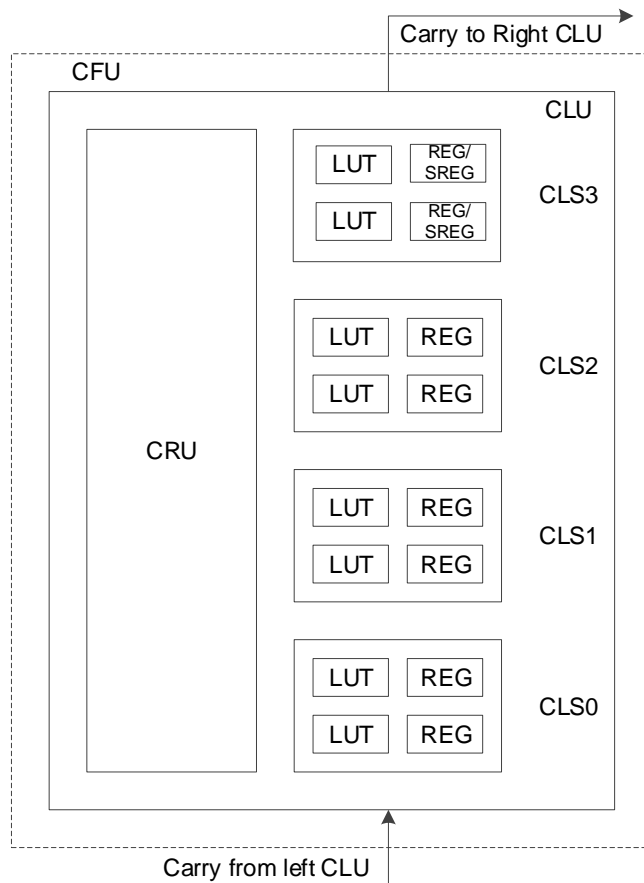 Carry to Right CLU
CFU
CLU
LUT
REG/
SREG
CLS3
LUT
REG/
SREG
LUT
REG
CLS2
LUT
REG
CRU
LUT
REG
CLS1
LUT
REG
LUT
REG
CLS0
LUT
REG
Carry from left CLU